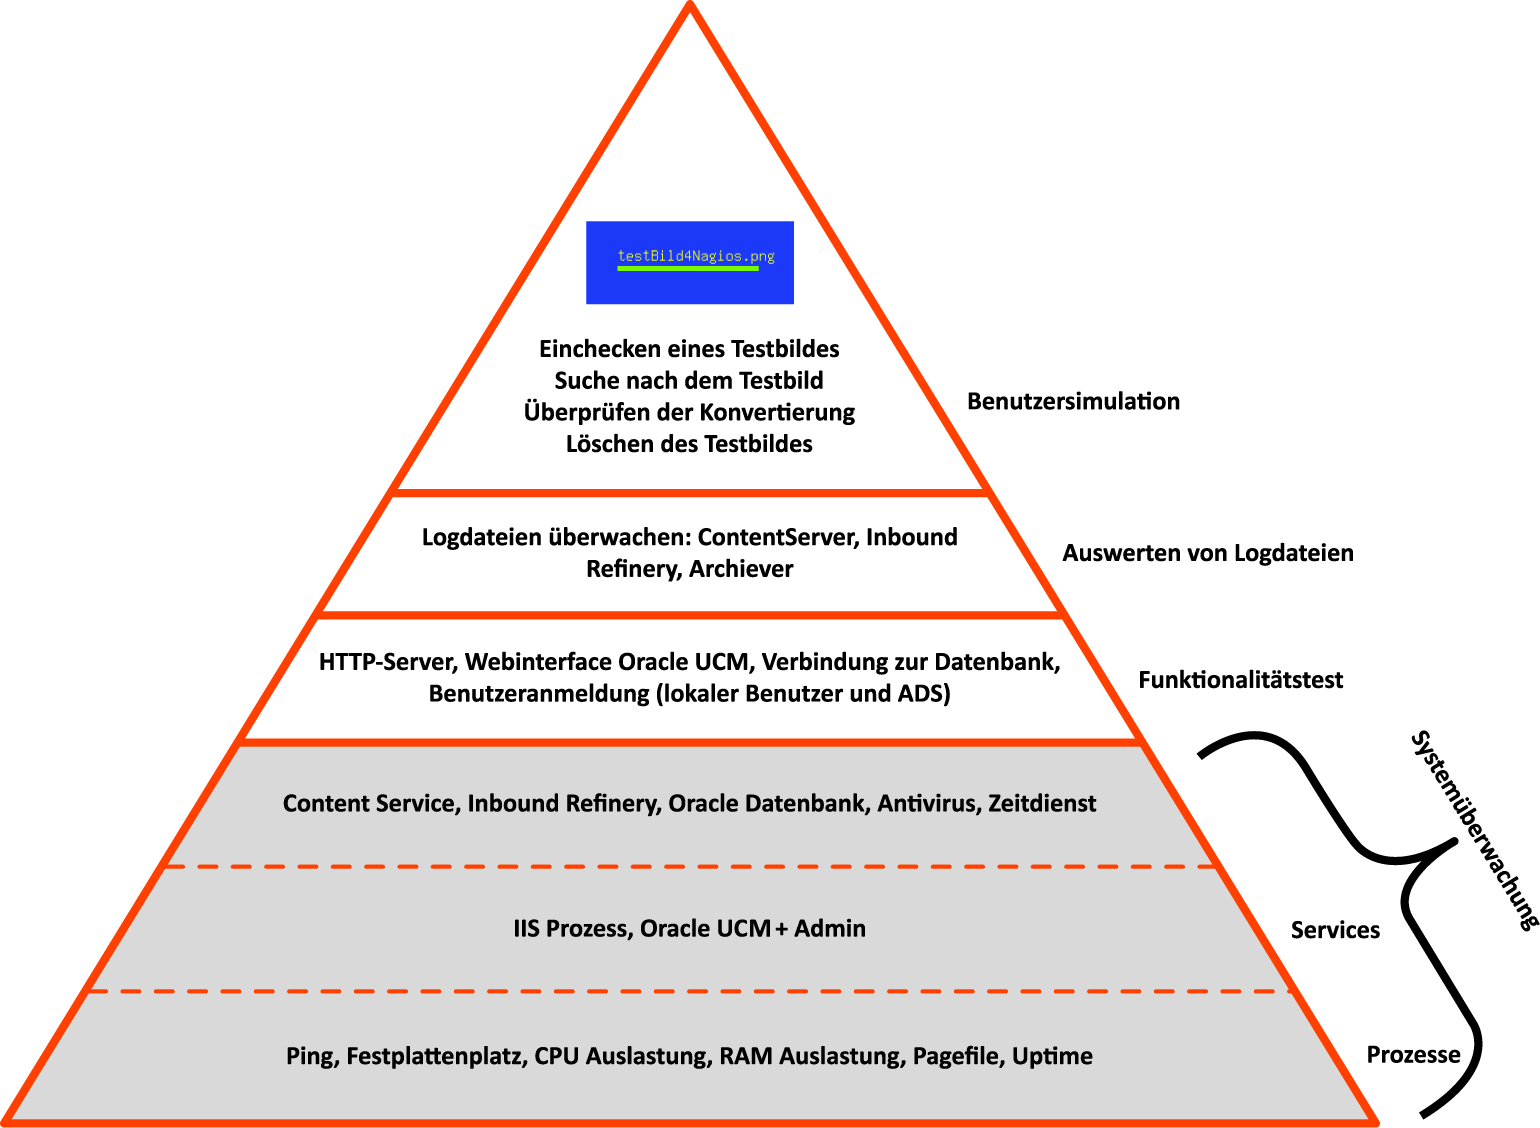 testBild4Nagios.png
Einchecken eines Testbildes
Suche nach dem Testbild
Überprüfen der Konvertierung
Löschen des Testbildes
Benutzersimulation
Logdateien überwachen: ContentServer, Inbound
Refinery, Archiever
Auswerten von Logdateien
HTTP-Server, Webinterface Oracle UCM, Verbindung zur Datenbank,
Benutzeranmeldung (lokaler Benutzer und ADS)
Funktionalitätstest
Systemüberwachung
Content Service, Inbound Refinery, Oracle Datenbank, Antivirus, Zeitdienst
IIS Prozess, Oracle UCM + Admin
Services
Ping, Festplattenplatz, CPU Auslastung, RAM Auslastung, Pagefile, Uptime
Prozesse